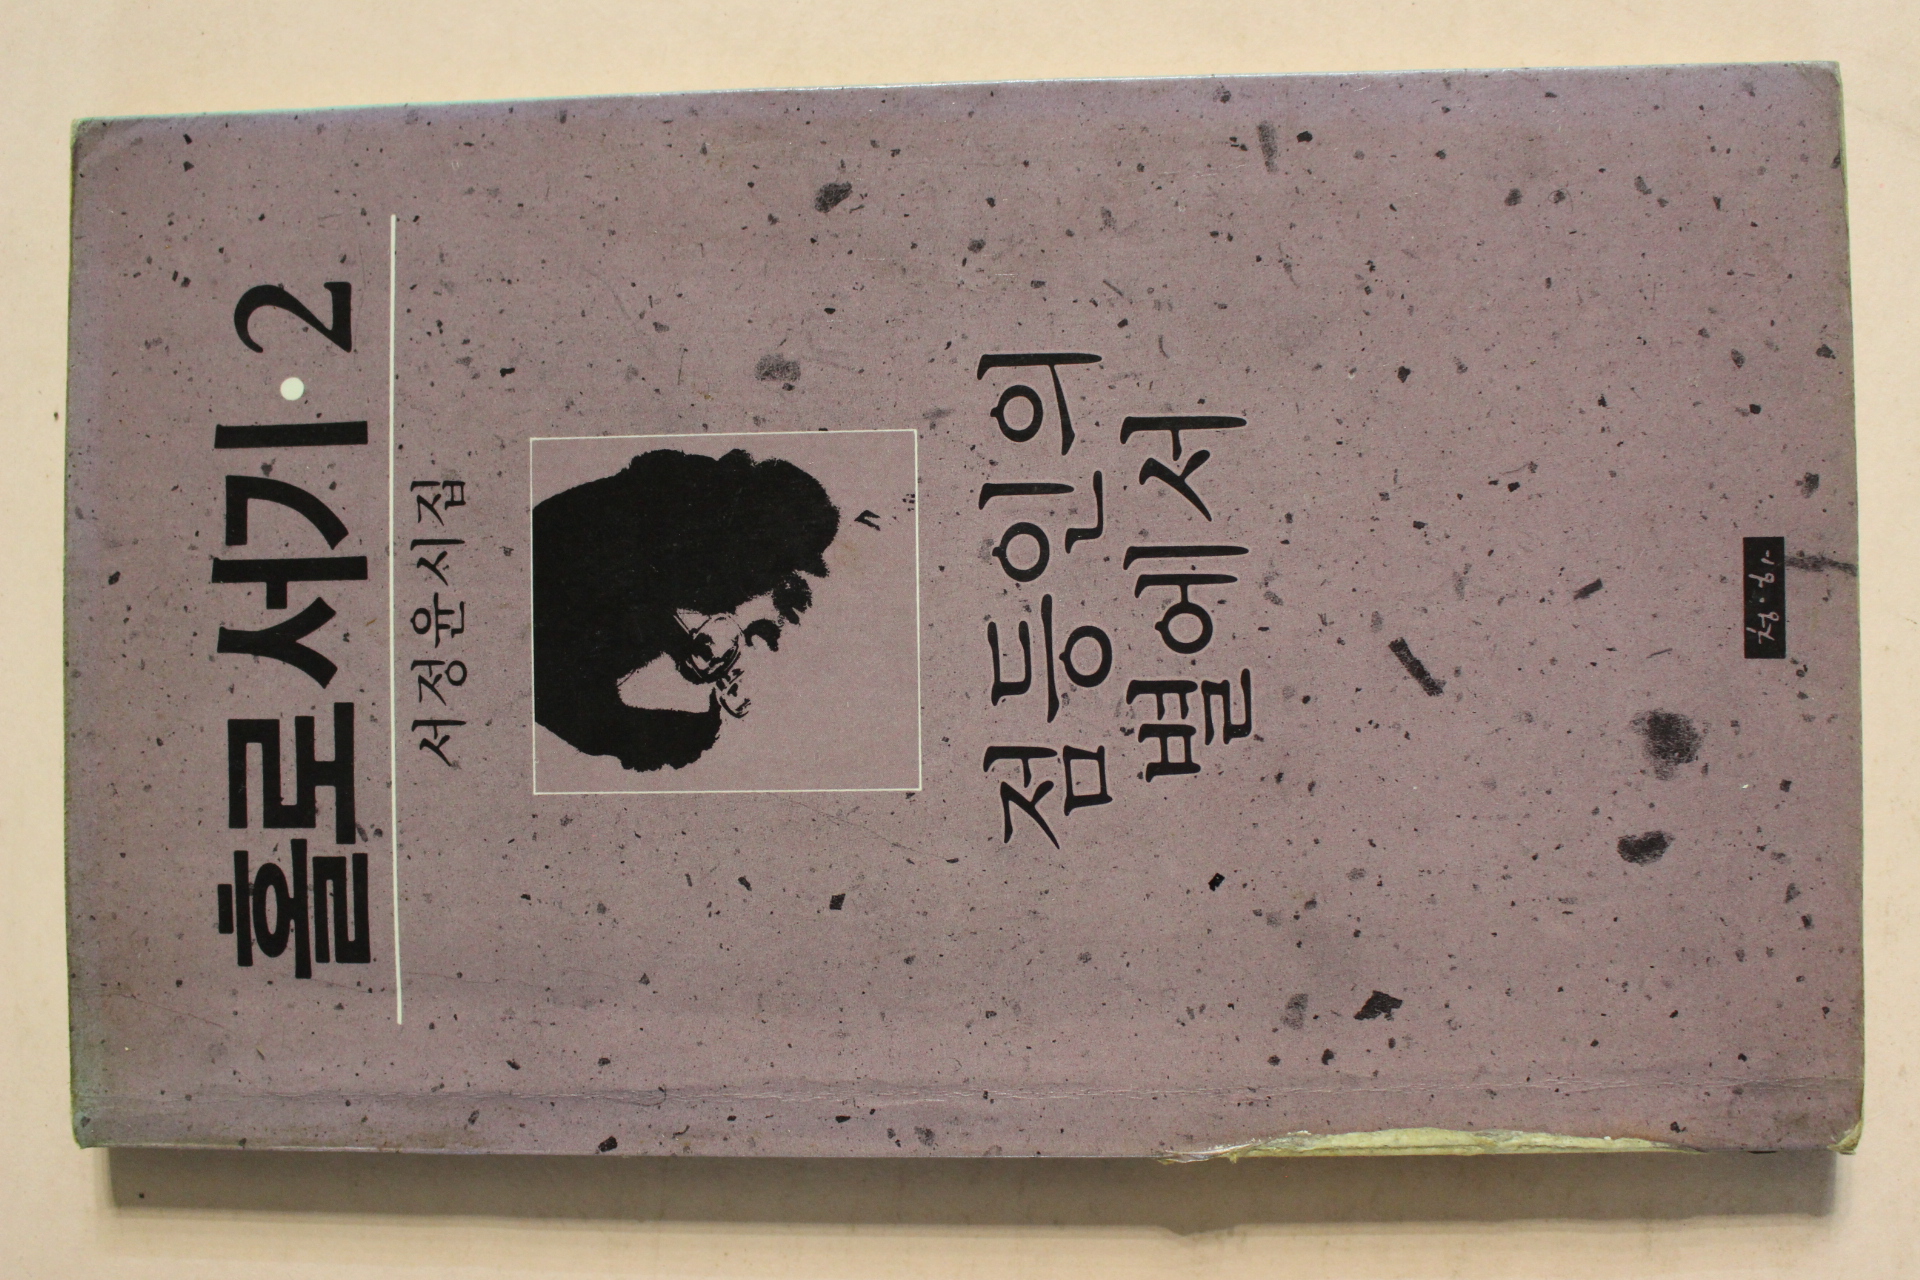 홀로서기·2
서정윤시집
점등인의
별에서
청·하